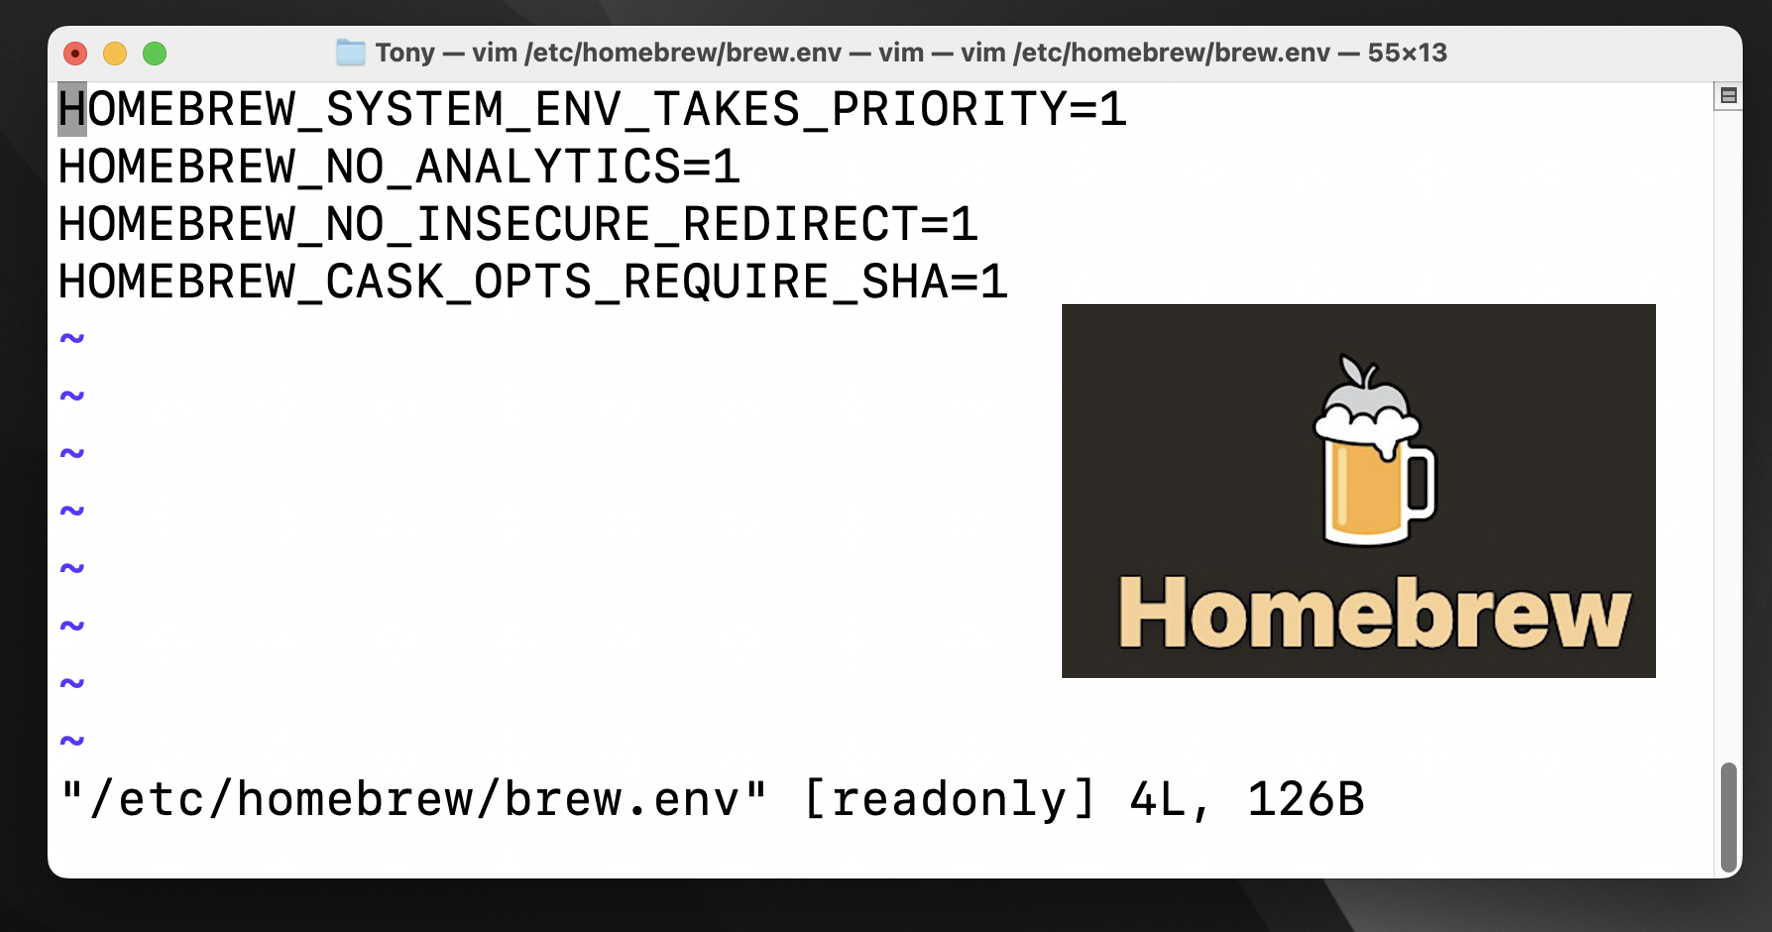 Tony — vim /etc/homebrew/brew.env — vim — vim /etc/homebrew/brew.env — 55×13
HOMEBREW_SYSTEM_ENV_TAKES_PRIORITY=1
HOMEBREW_NO_ANALYTICS=1
HOMEBREW_NO_INSECURE_REDIRECT=1
HOMEBREW_CASK_OPTS_REQUIRE_SHA=1
~
~
~
~
~
~
~
~
Homebrew
"/etc/homebrew/brew.env" [readonly] 4L, 126B